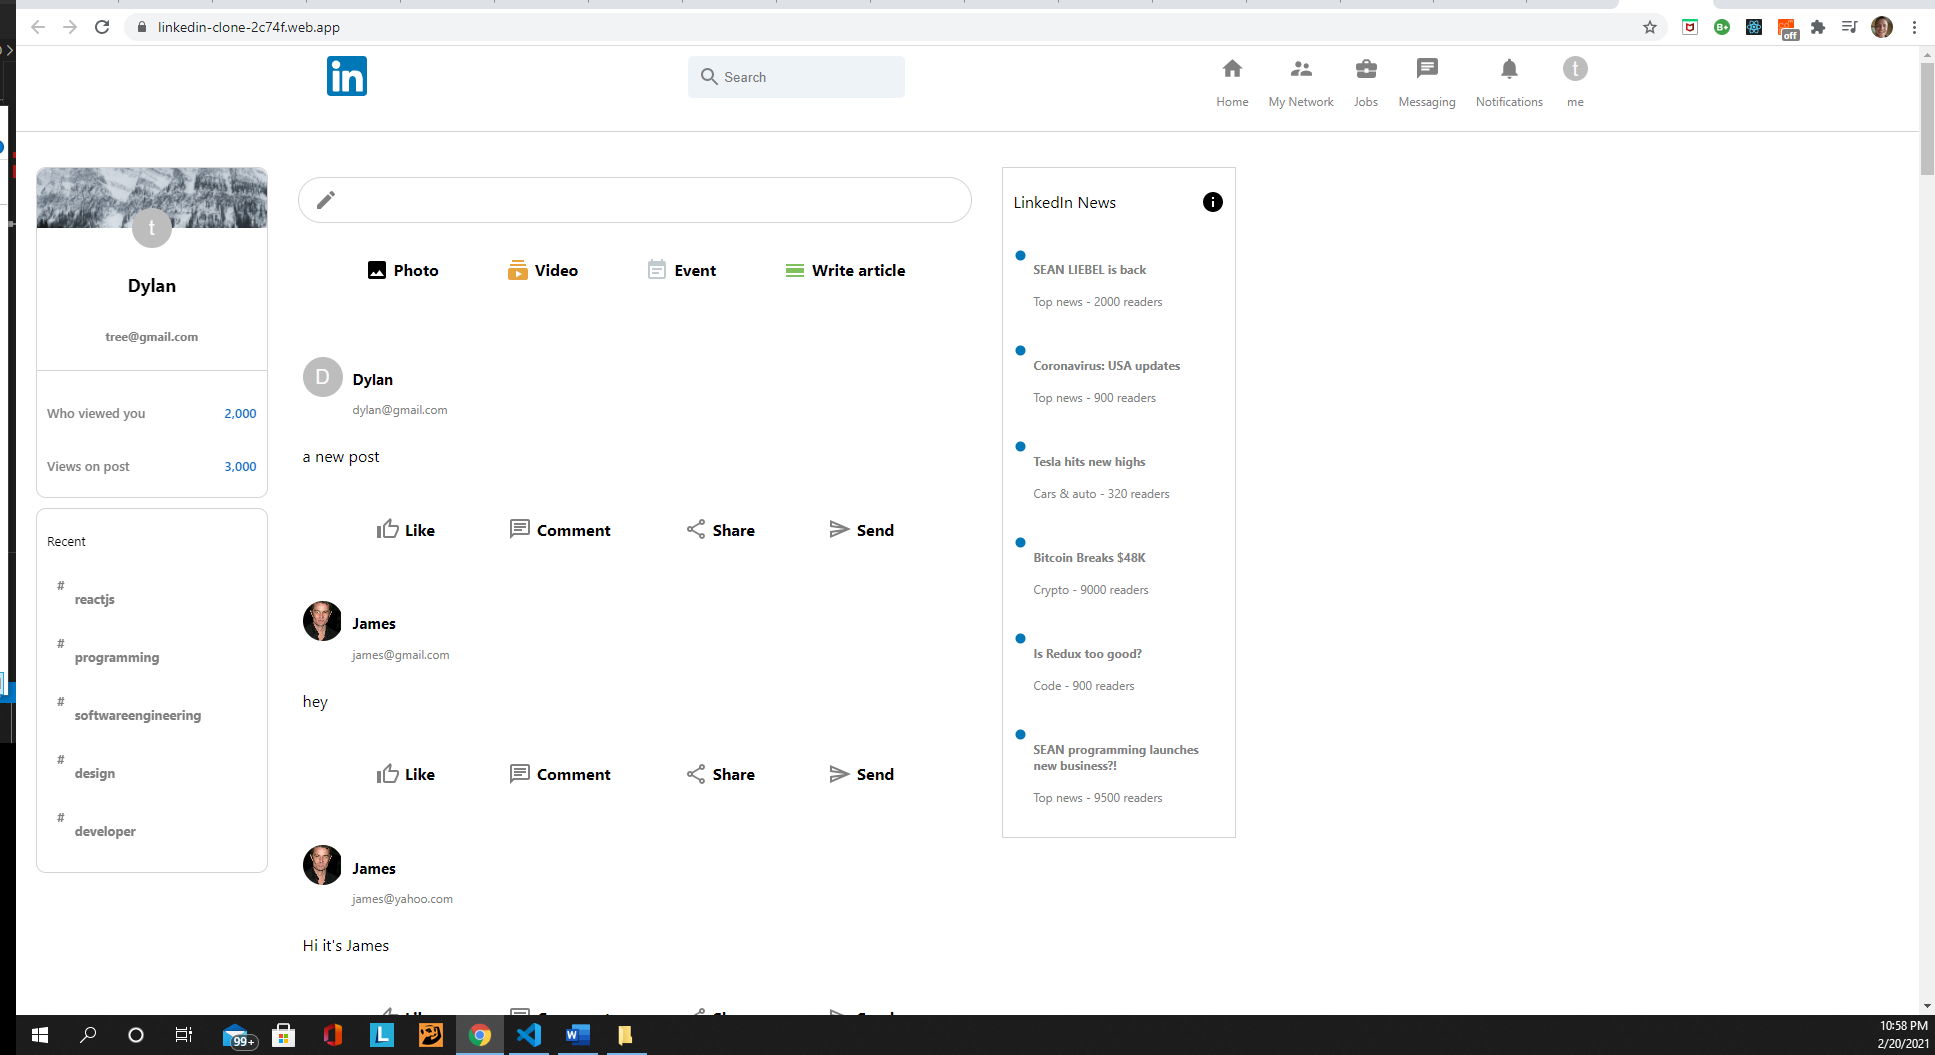 linkedin-clone-2c74f.web.app
B+
off
in
Search
Home
My Network
Jobs
Messaging
Notifications
t
me
t
Dylan
tree@gmail.com
Who viewed you 2,000
Views on post 3,000
Recent
# reactjs
# programming
# softwareengineering
# design
# developer
Photo Video Event Write article
D
Dylan
dylan@gmail.com
a new post
Like Comment Share Send
James
james@gmail.com
hey
Like Comment Share Send
James
james@yahoo.com
Hi it's James
LinkedIn News
SEAN LIEBEL is back
Top news - 2000 readers
Coronavirus: USA updates
Top news - 900 readers
Tesla hits new highs
Cars & auto - 320 readers
Bitcoin Breaks $48K
Crypto - 9000 readers
Is Redux too good?
Code - 900 readers
SEAN programming launches
new business?!
Top news - 9500 readers
99+
L
W
10:58 PM
2/20/2021